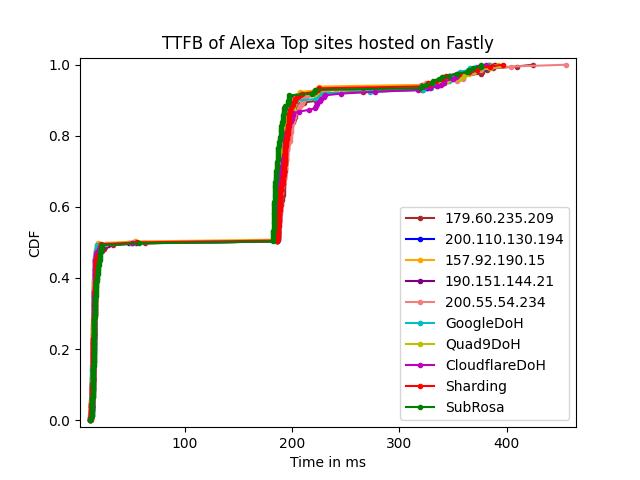 TTFB of Alexa Top sites hosted on Fastly
1.0
0.8
0.6
0.4
0.2
0.0
CDF
179.60.235.209
200.110.130.194
157.92.190.15
190.151.144.21
200.55.54.234
GoogleDoH
Quad9DoH
CloudflareDoH
Sharding
SubRosa
100
200
300
400
Time in ms